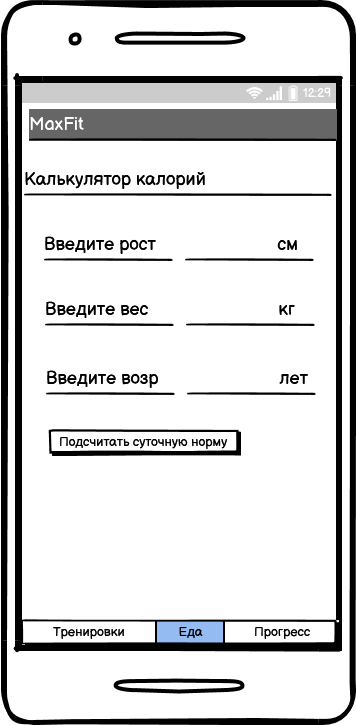 12:29
MaxFit
Калькулятор калорий
Введите рост см
Введите вес кг
Введите возр лет
Подсчитать суточную норму
Тренировки Еда Прогресс